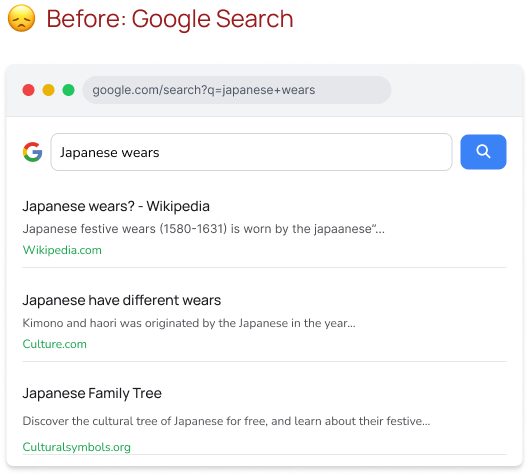 Before: Google Search
google.com/search?q=japanese+wears
Japanese wears
Japanese wears? - Wikipedia
Japanese festive wears (1580-1631) is worn by the japaanese”...
Wikipedia.com
Japanese have different wears
Kimono and haori was originated by the Japanese in the year...
Culture.com
Japanese Family Tree
Discover the cultural tree of Japanese for free, and learn about their festive...
Culturalsymbols.org